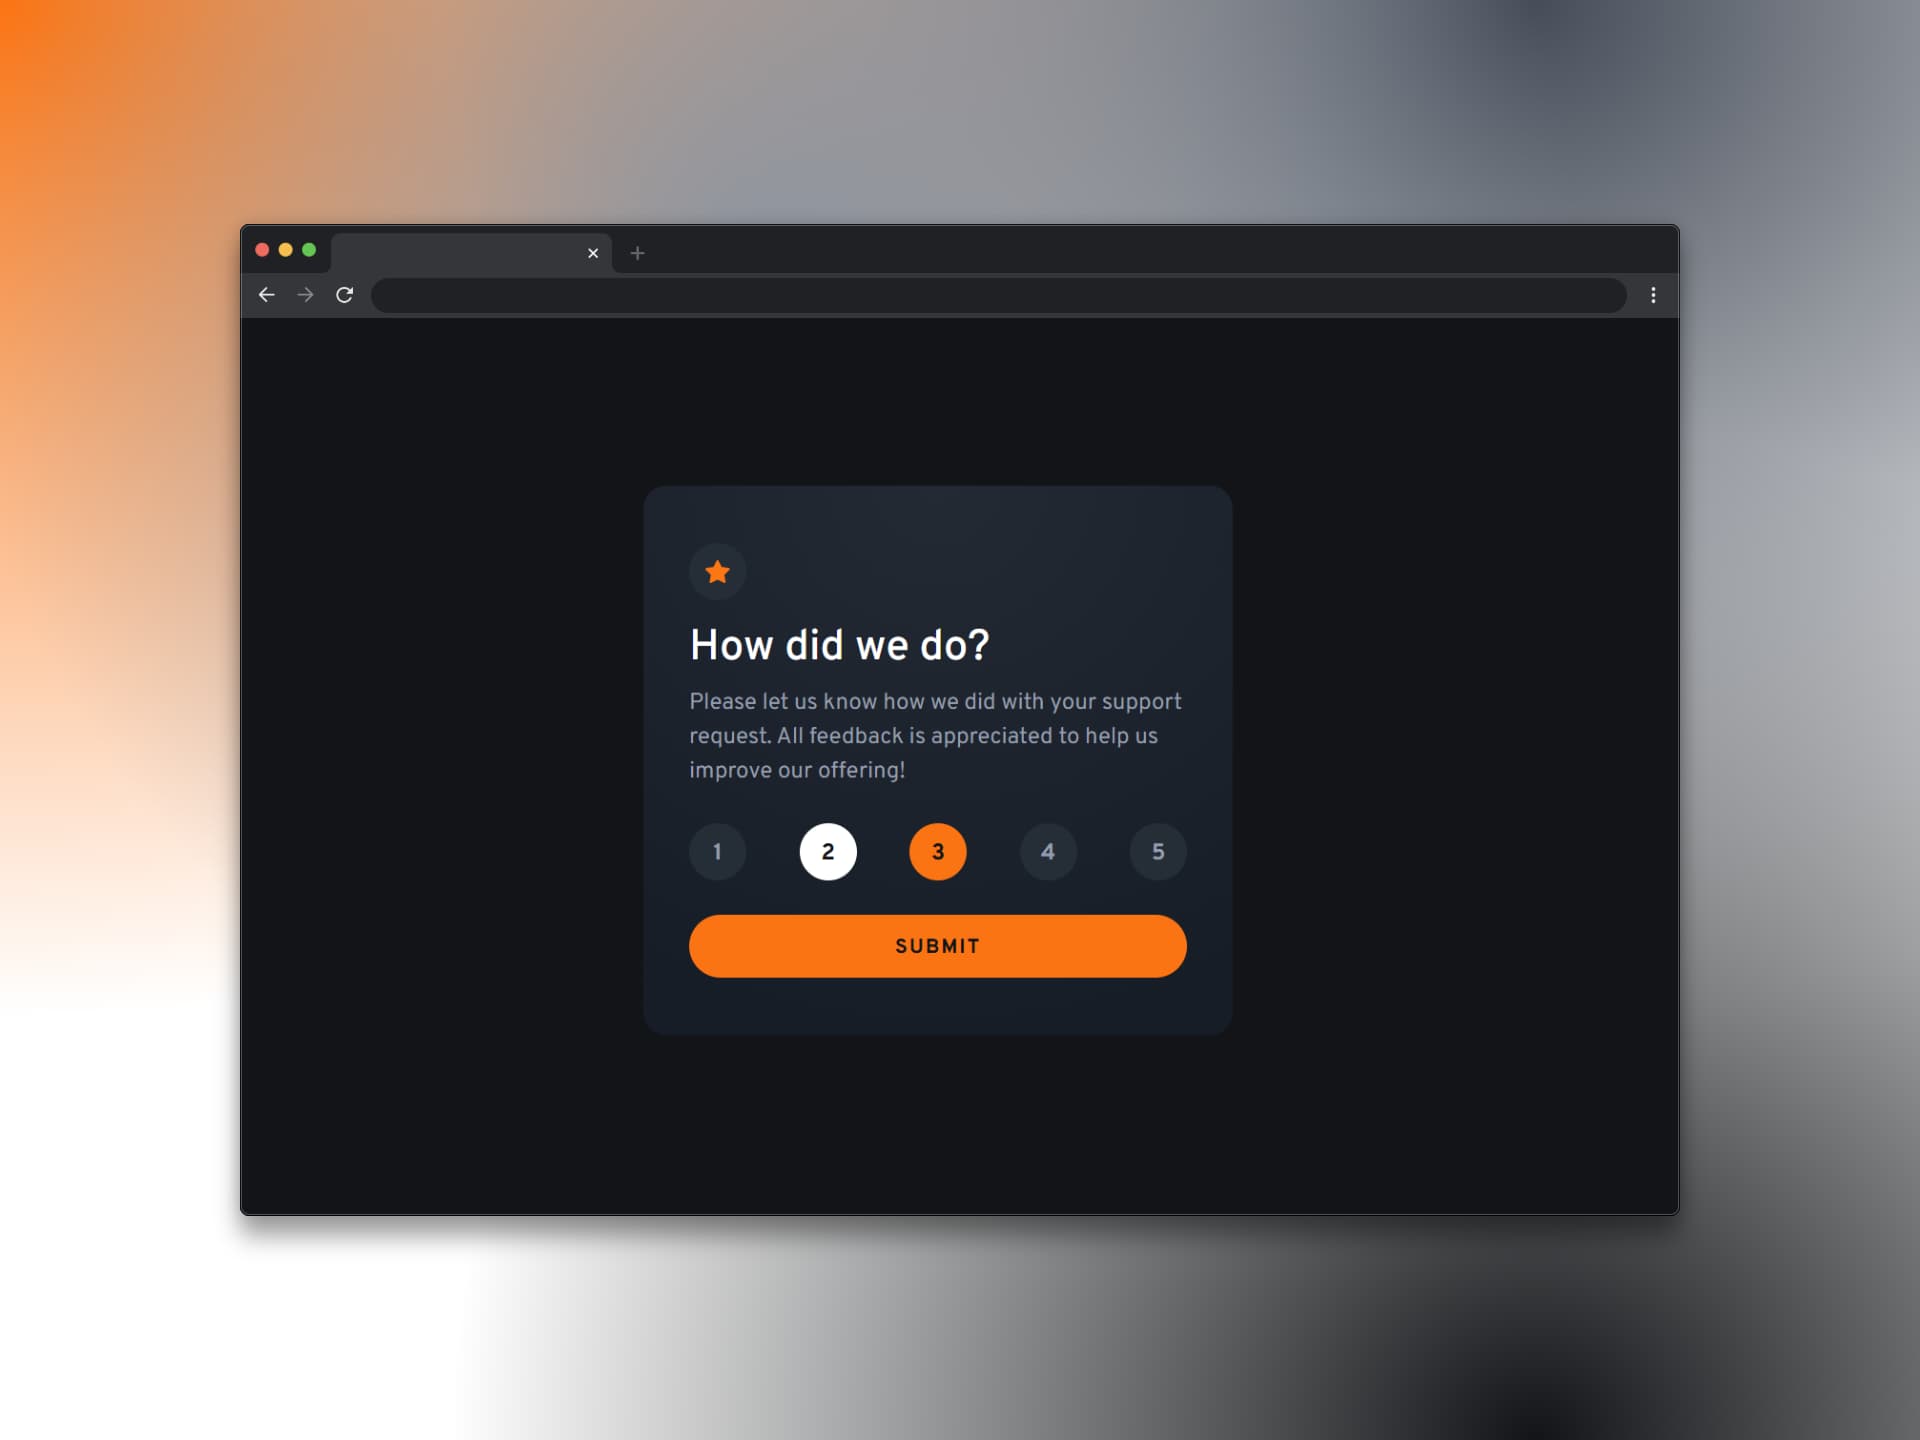 How did we do?
Please let us know how we did with your support
request. All feedback is appreciated to help us
improve our offering!
1 2 3 4 5
SUBMIT